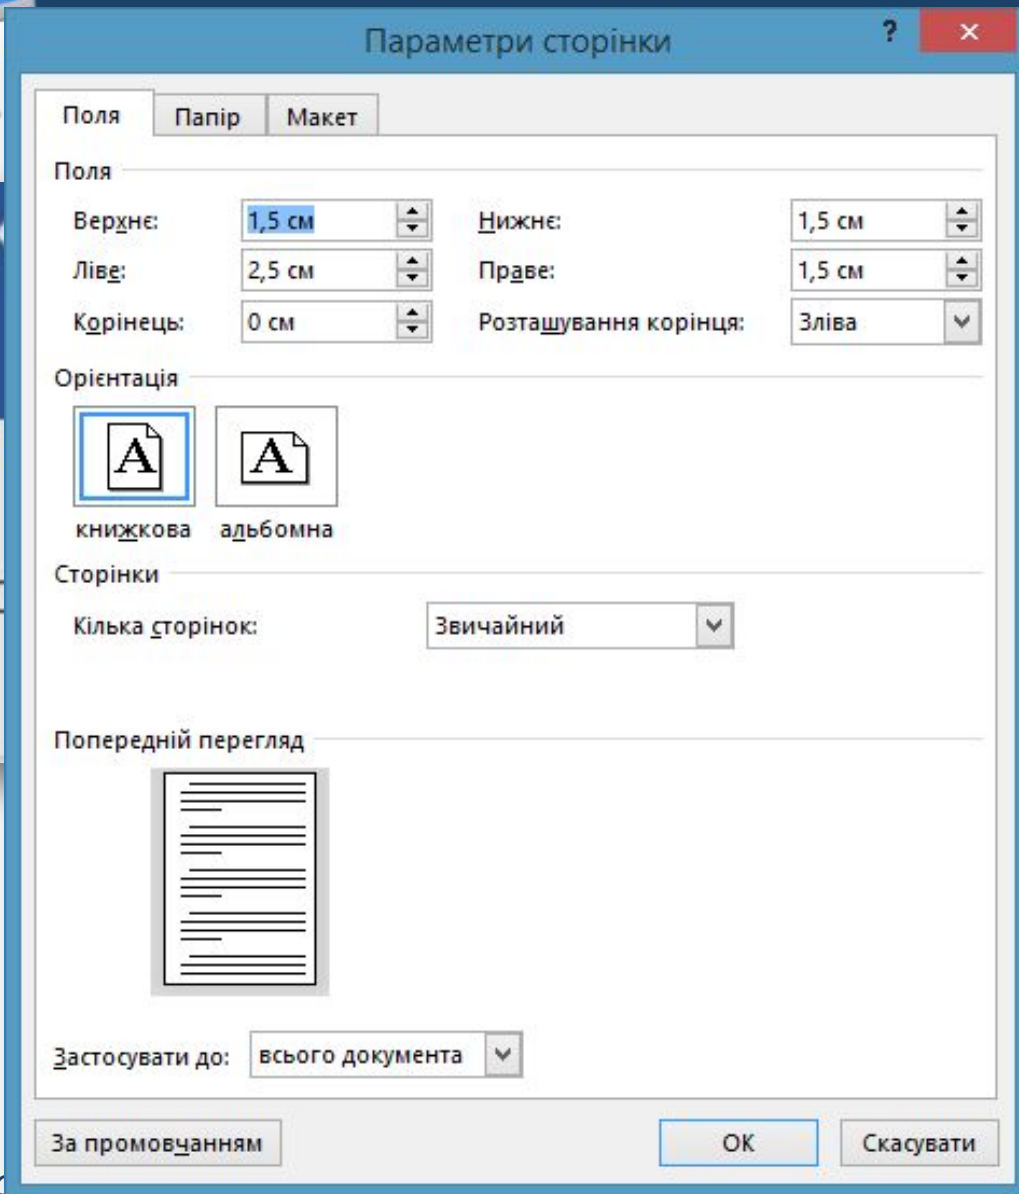 Параметри сторінки ?
Поля Папір Макет
Поля
Верхнє: 1,5 см Нижнє: 1,5 см
Ліве: 2,5 см Праве: 1,5 см
Корінець: 0 см Розташування корінця: Зліва
Орієнтація
A A
книжкова альбомна
Сторінки
Кілька сторінок: Звичайний
Попередній перегляд
Застосувати до: всього документа
За промовчанням ОК Скасувати